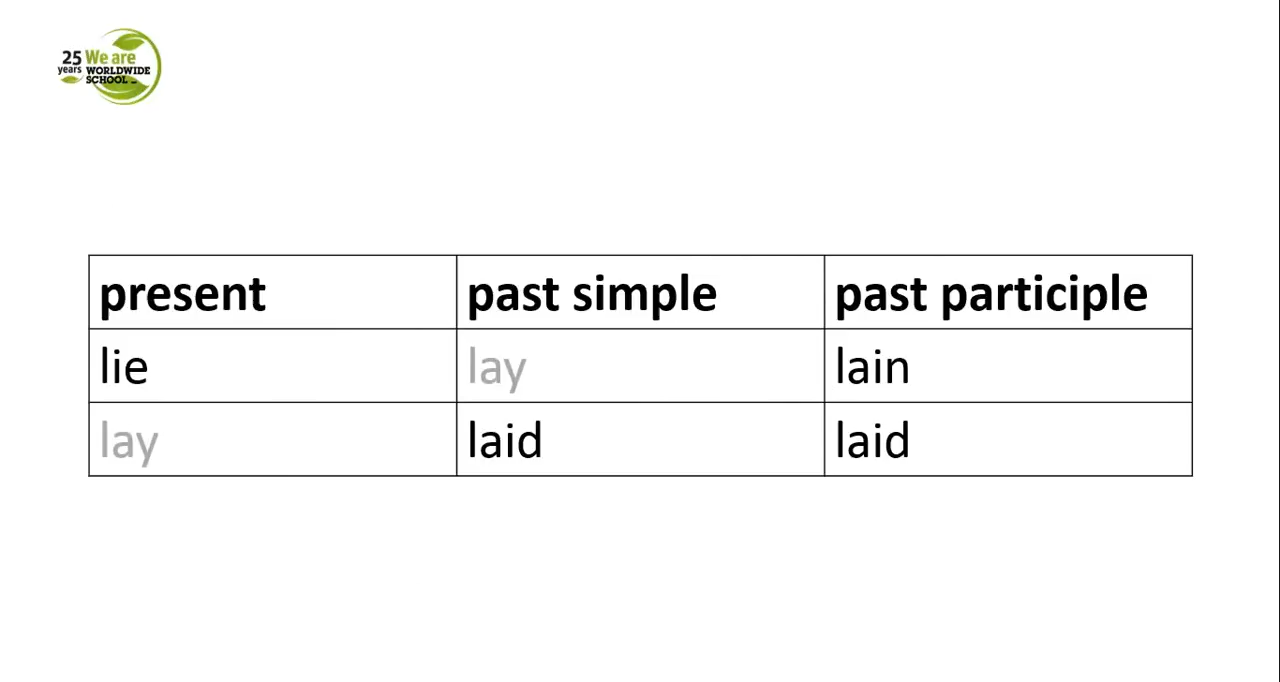 25 We are
years WORLDWIDE
SCHOOL
present past simple past participle
lie lay lain
lay laid laid